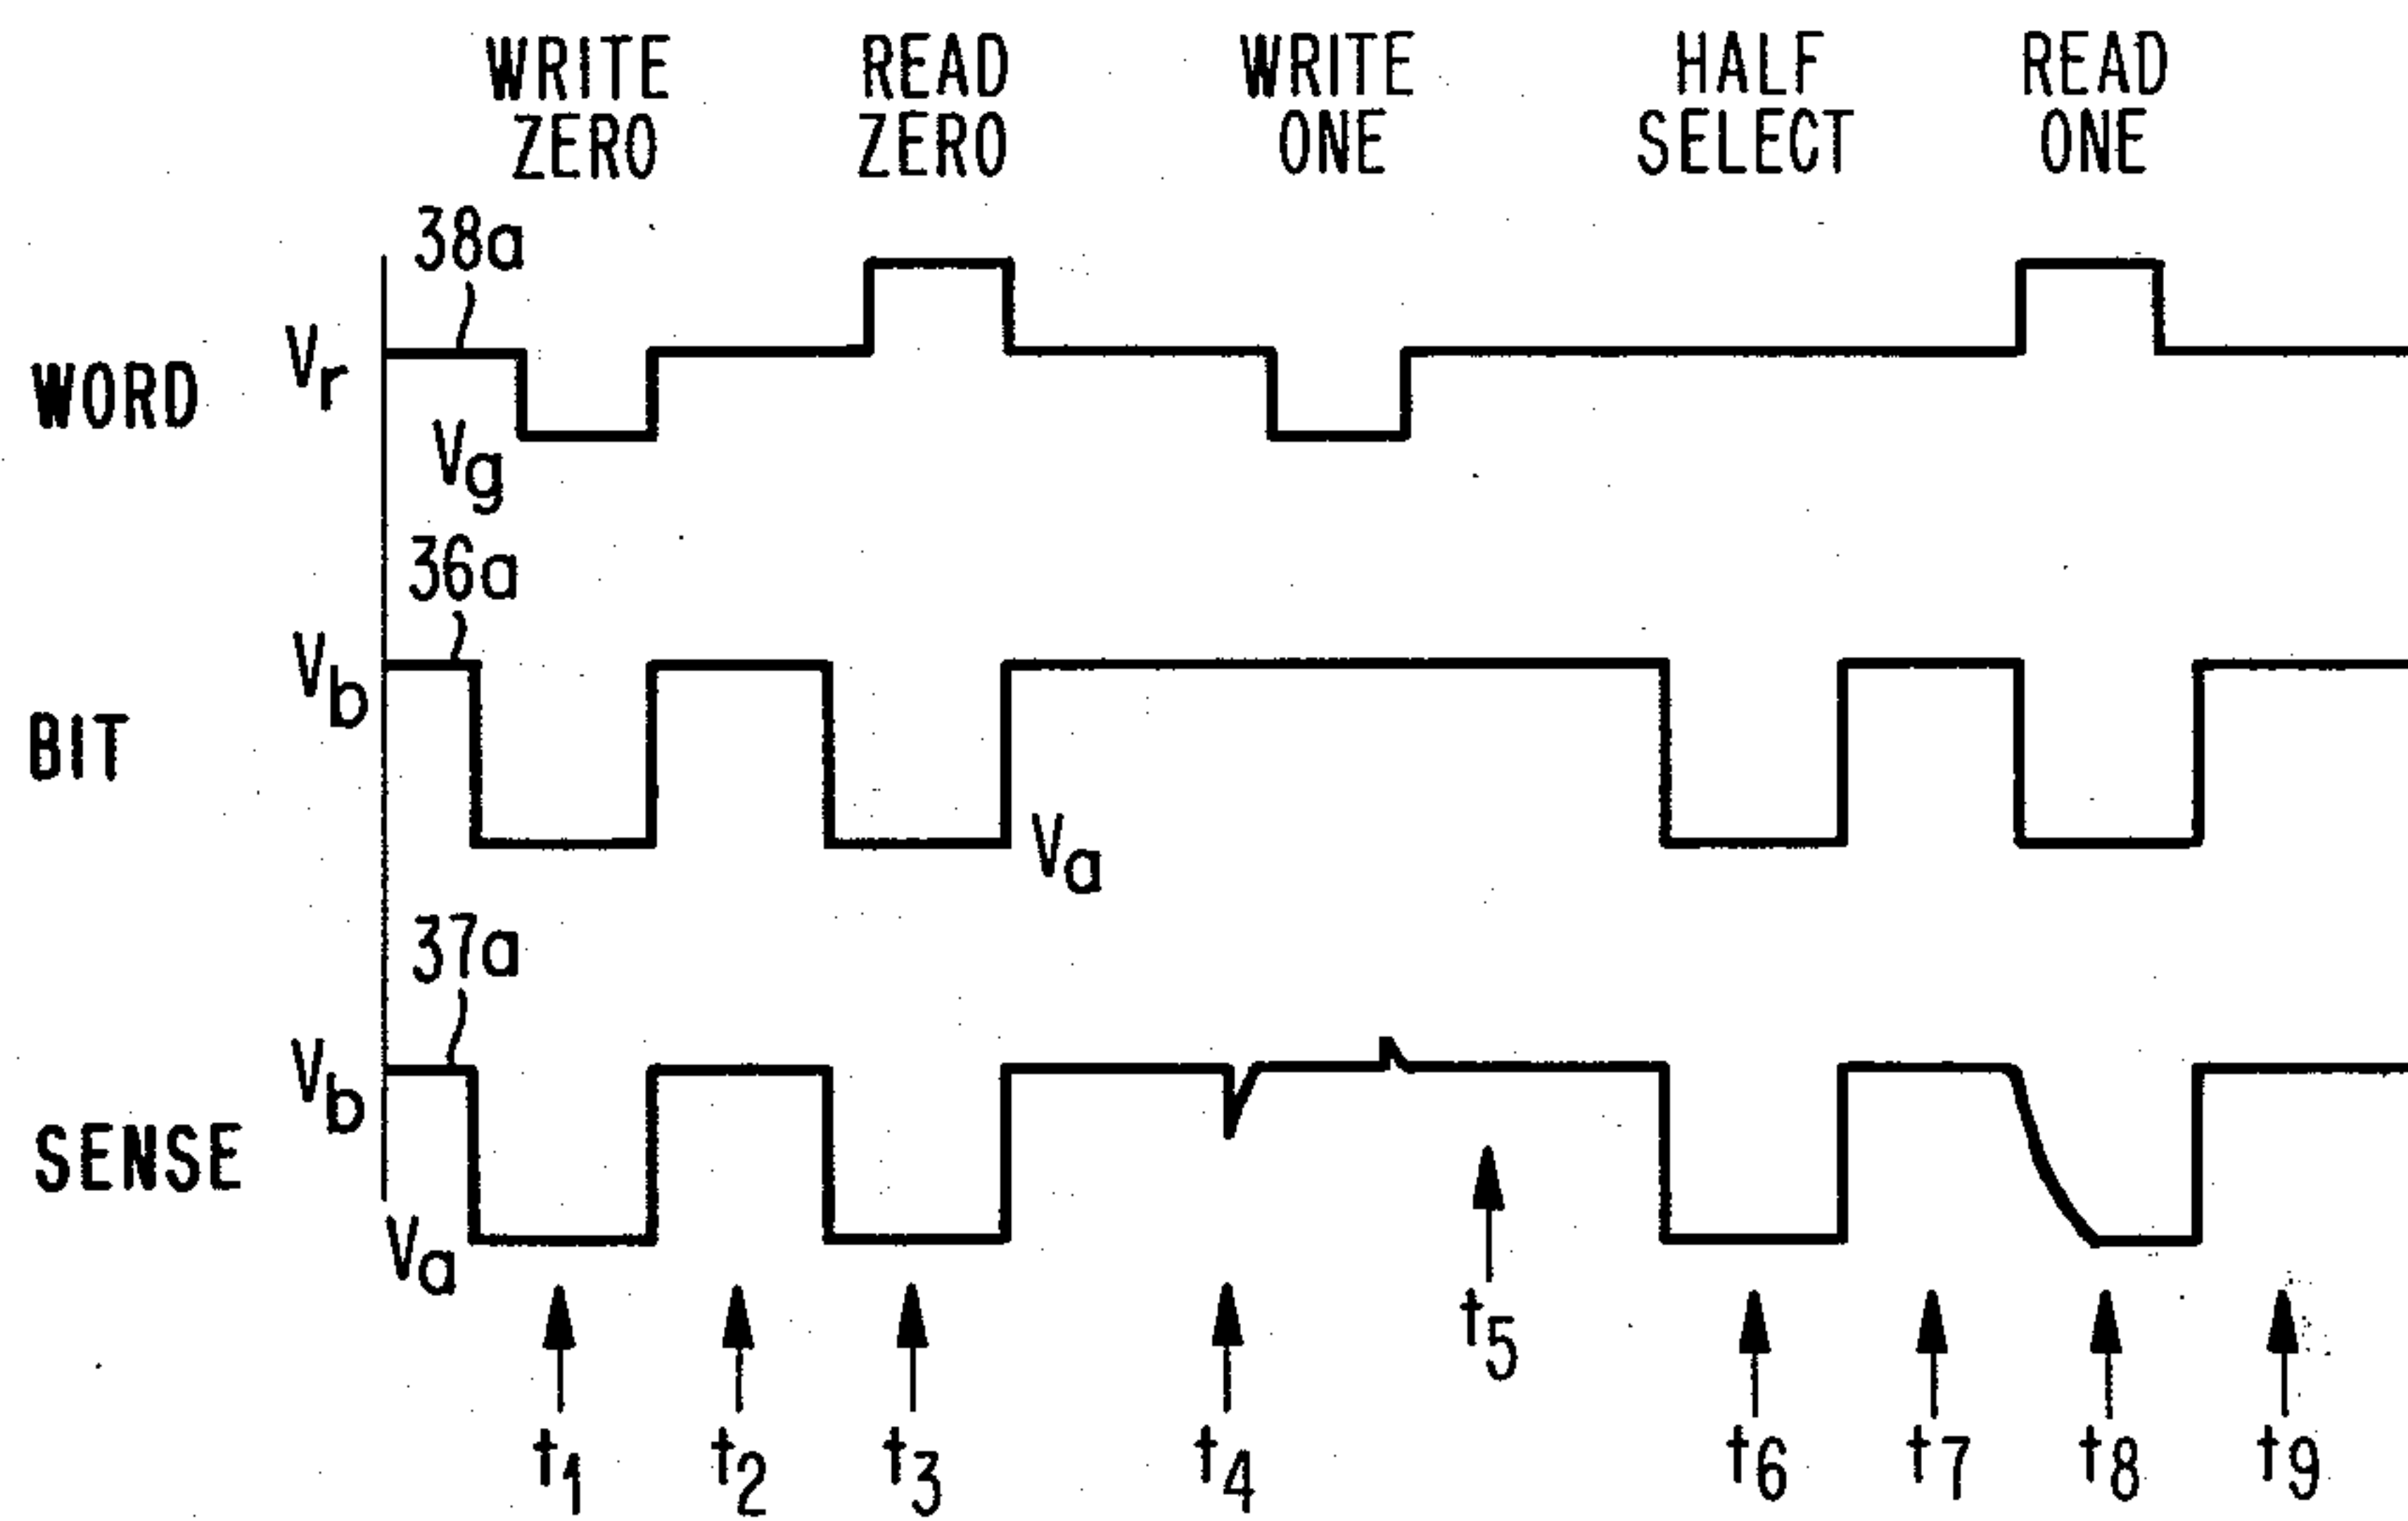 WRITE ZERO
READ ZERO
WRITE ONE
HALF SELECT
READ ONE
38a
Vr
WORD
Vg
36a
Vb
BIT
Va
37a
Vb
SENSE
Va
t5
t1
t2
t3
t4
t6
t7
t8
t9